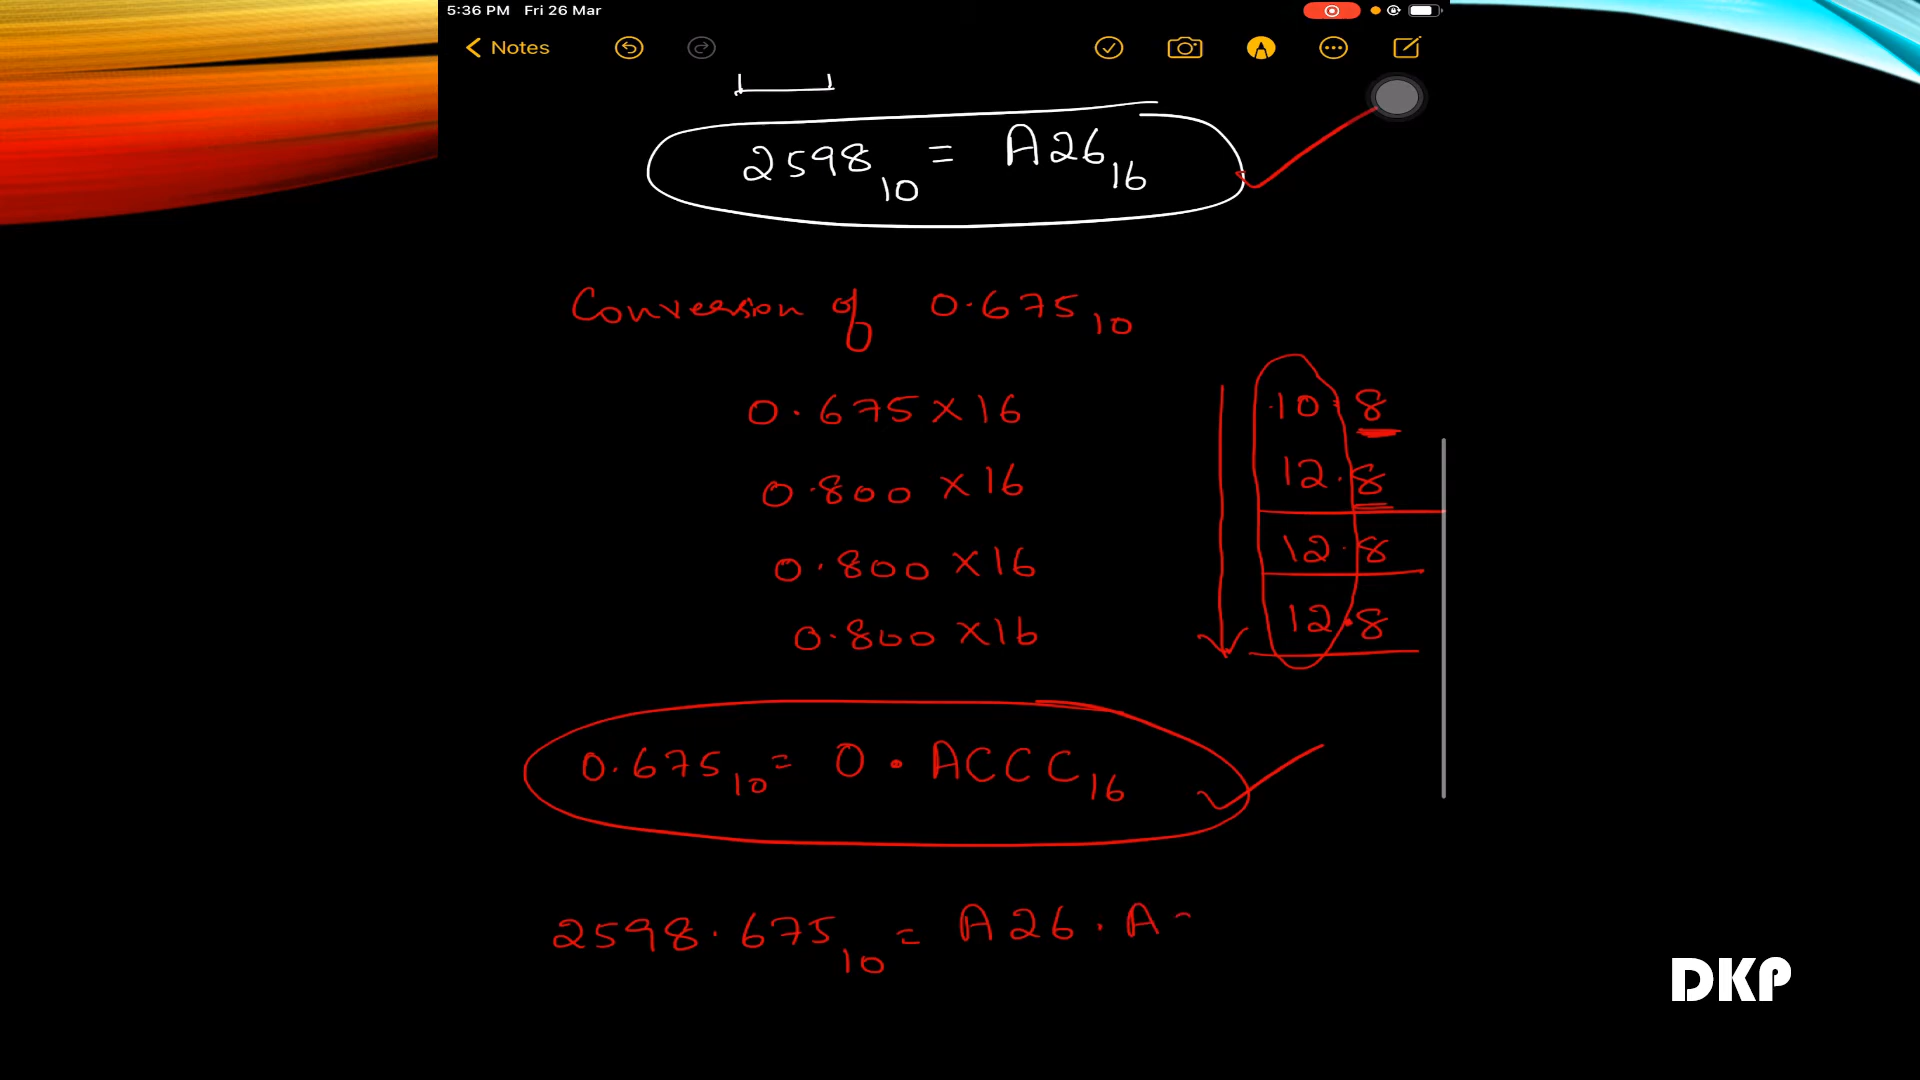 5:36 PM Fri 26 Mar
Notes
2598₁₀ = A26₁₆
Conversion of 0.675₁₀
0.675 × 16 10.8
0.800 × 16 12.8
0.800 × 16 12.8
0.800 × 16 12.8
0.675₁₀ = 0.ACCC₁₆
2598.675₁₀ = A26.A
DKP